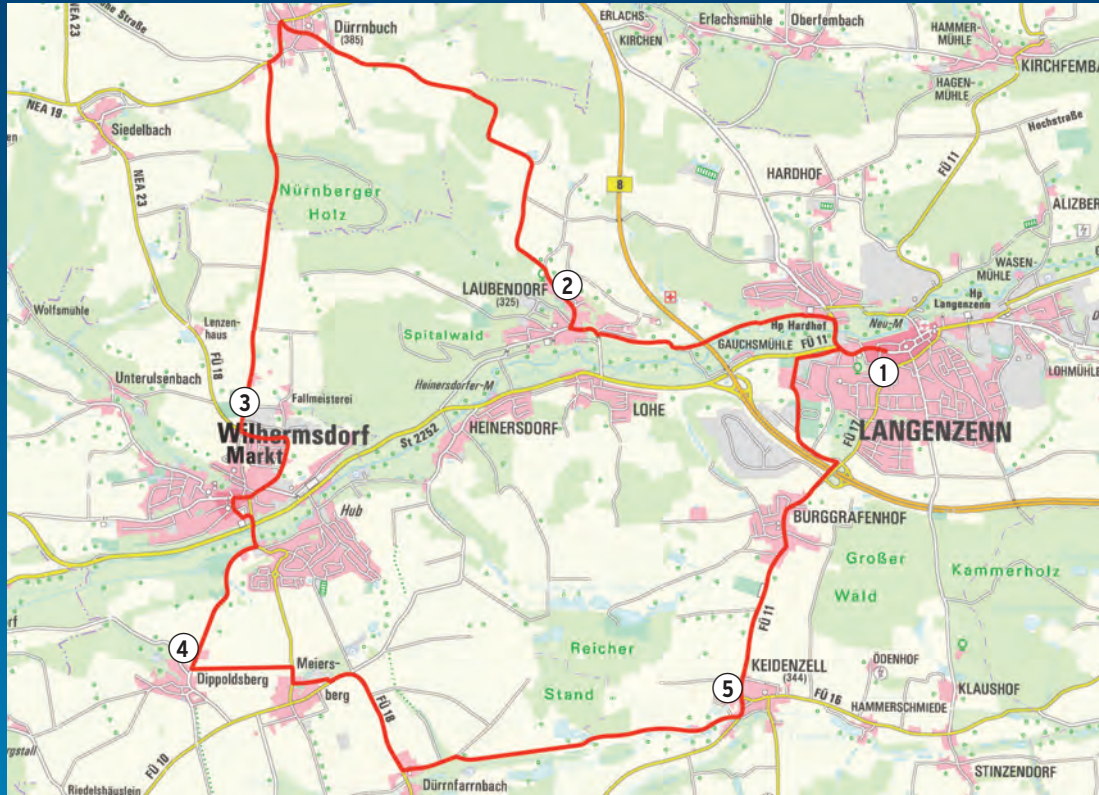 NEA 23
Dürrnbuch
(385)
ERLACHS-
KIRCHEN
Erlachsmühle
Oberfembach
HAMMER-
MÜHLE
KIRCHFEMBA
HAGEN-
MÜHLE
NEA 19
Siedelbach
Hochstraße
NEA 23
FÜ 11
8
HARDHOF
Nürnberger
Holz
ALIZBER
WASEN-
MÜHLE
LAUBENDORF
(325)
2
Hp
Langenzenn
Wolfsmühle
Lenzen-
haus
Spitalwald
Hp Hardhof
Neu-M
GAUCHSMÜHLE
FÜ 11
1
LOHMÜHLE
FÜ 18
Unterulsenbach
Heinersdorfer-M
3
Fallmeisterei
LOHE
Wilhermsdorf
Markt
St 2252
HEINERSDORF
FÜ 17
LANGENZENN
Hub
BURGGRAFENHOF
Großer
Wald
Kammerholz
FÜ 11
4
Dippoldsberg
Meiers-
berg
Reicher
Stand
KEIDENZELL
(344)
5
ÖDENHOF
KLAUSHOF
FÜ 16
HAMMERSCHMIEDE
FÜ 18
FÜ 10
Riedelshäuslein
Dürrnfarrnbach
STINZENDORF